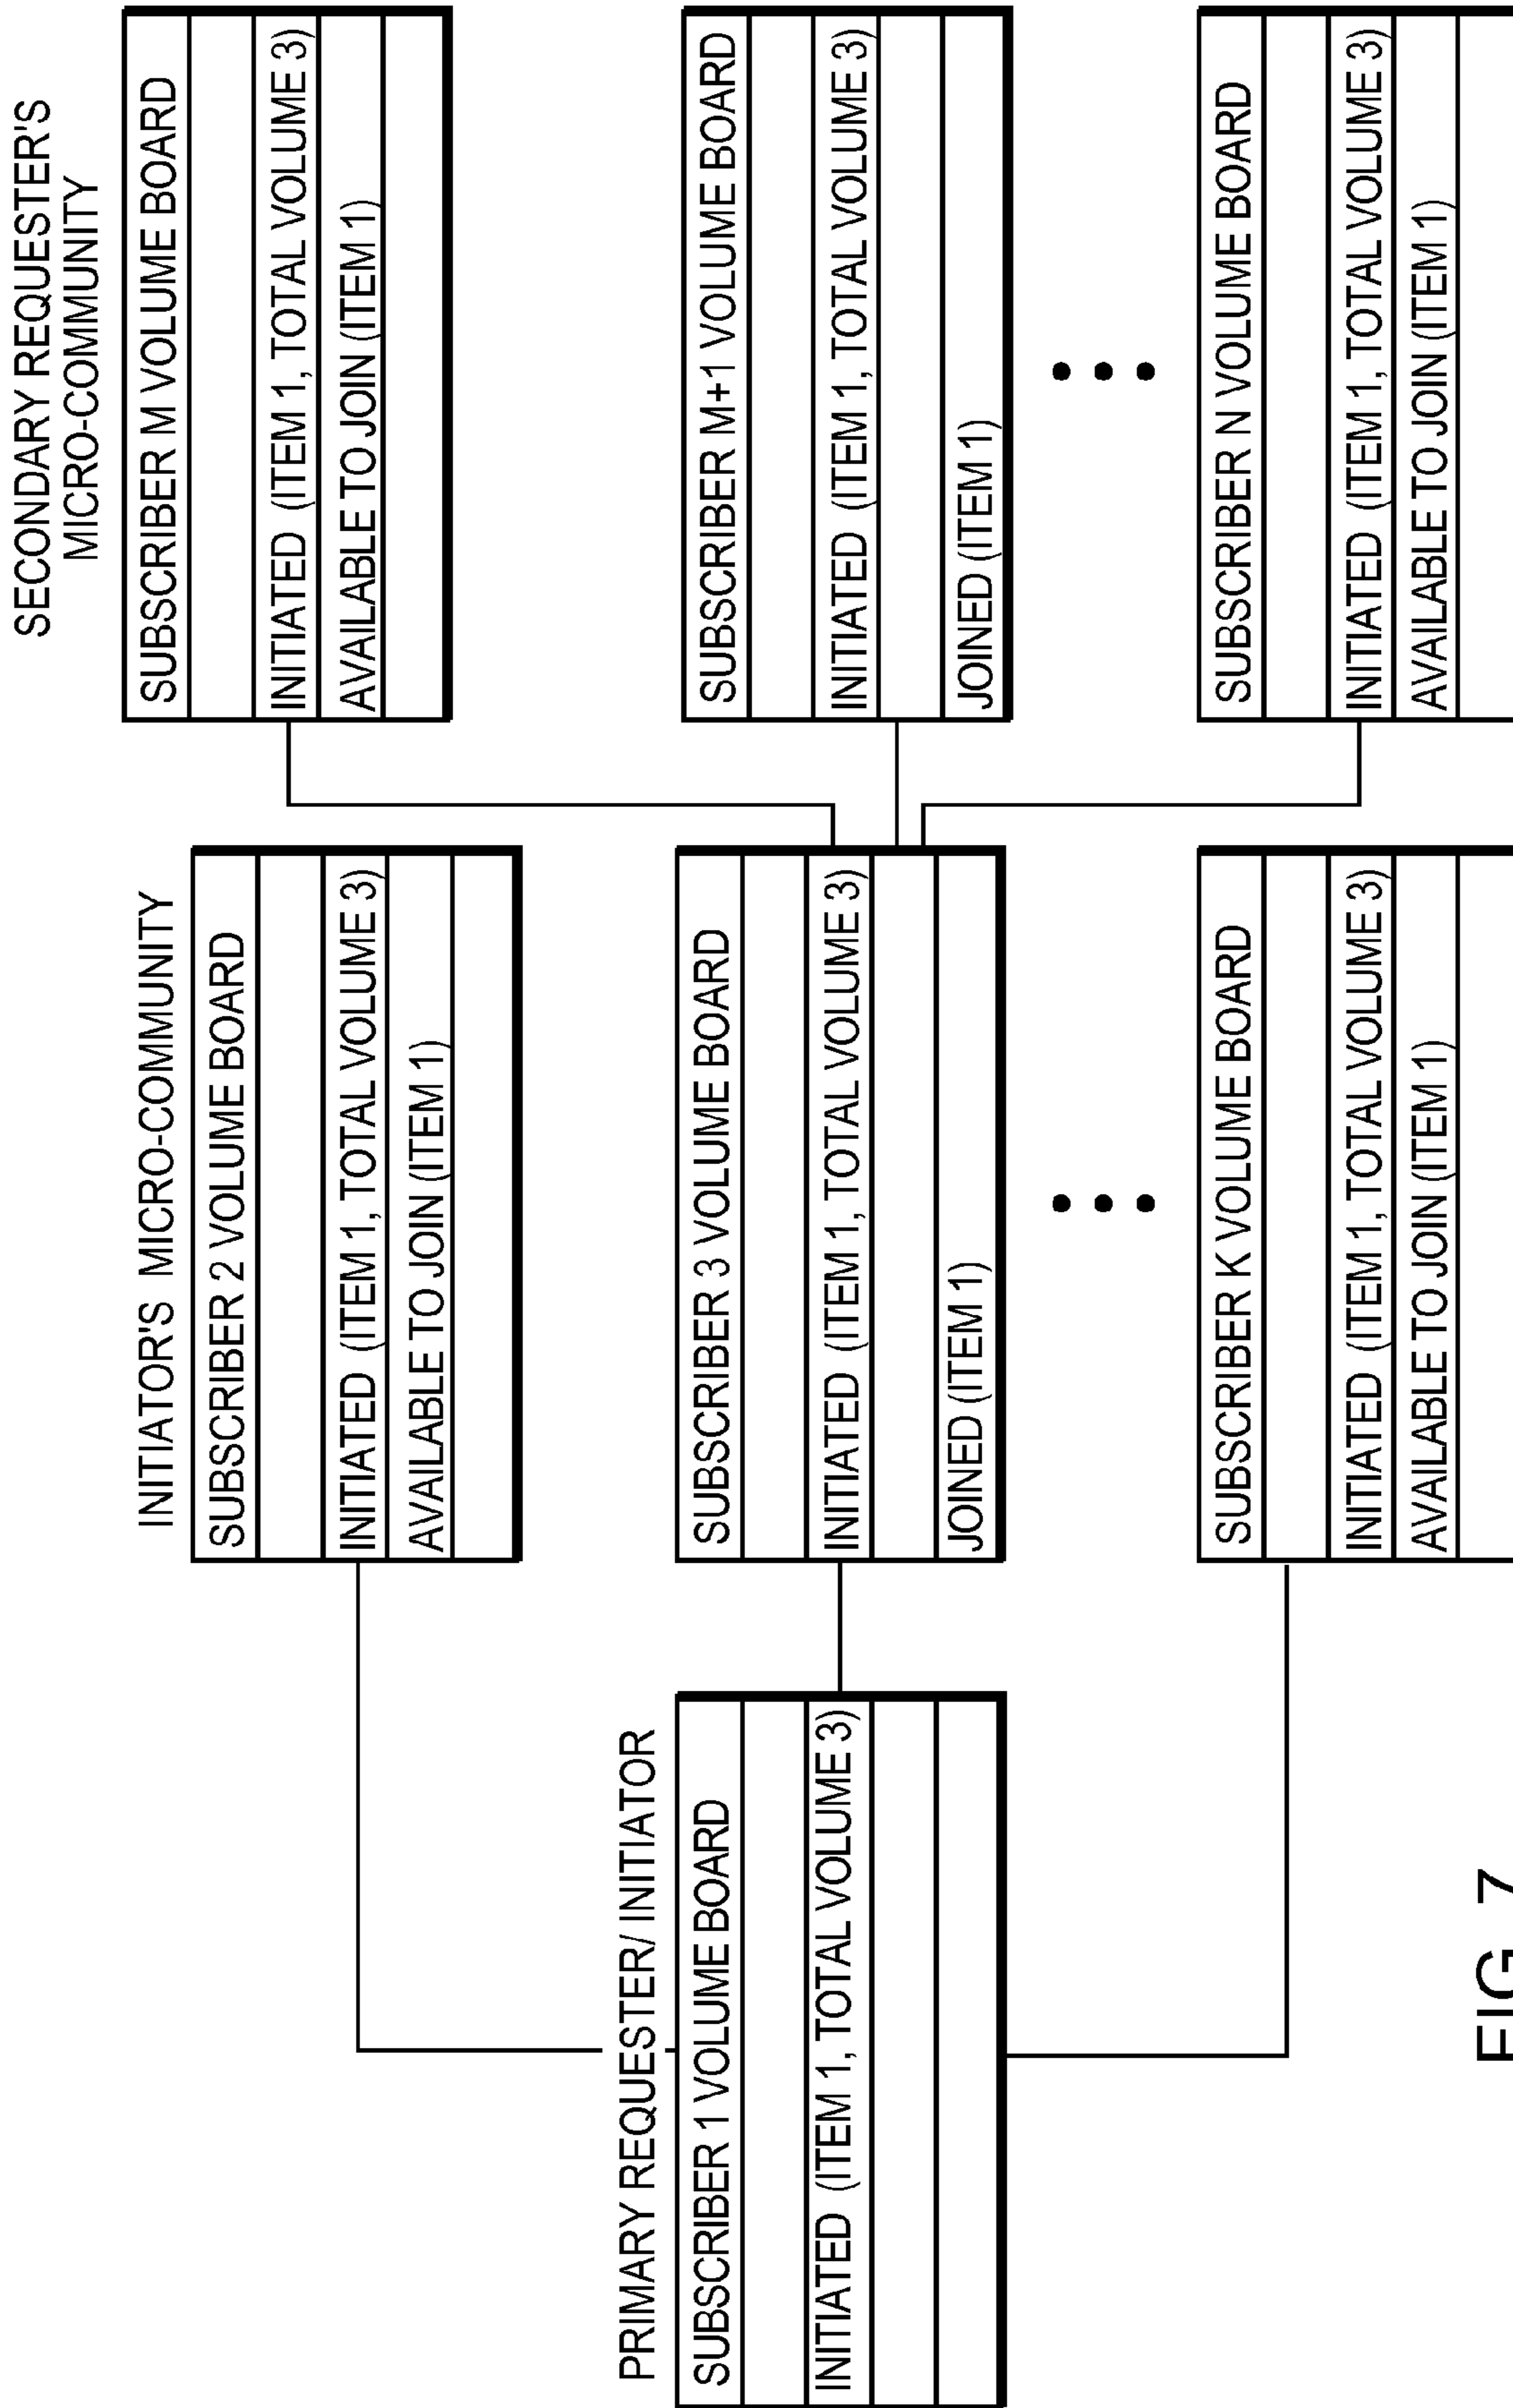 PRIMARY REQUESTER/ INITIATOR
SUBSCRIBER 1 VOLUME BOARD
INITIATED (ITEM 1, TOTAL VOLUME 3)
INITIATOR'S MICRO-COMMUNITY
SUBSCRIBER 2 VOLUME BOARD
INITIATED (ITEM 1, TOTAL VOLUME 3)
AVAILABLE TO JOIN (ITEM 1)
SUBSCRIBER 3 VOLUME BOARD
INITIATED (ITEM 1, TOTAL VOLUME 3)
JOINED (ITEM 1)
SUBSCRIBER K VOLUME BOARD
INITIATED (ITEM 1, TOTAL VOLUME 3)
AVAILABLE TO JOIN (ITEM 1)
SECONDARY REQUESTER'S
MICRO-COMMUNITY
SUBSCRIBER M VOLUME BOARD
INITIATED (ITEM 1, TOTAL VOLUME 3)
AVAILABLE TO JOIN (ITEM 1)
SUBSCRIBER M+1 VOLUME BOARD
INITIATED (ITEM 1, TOTAL VOLUME 3)
JOINED (ITEM 1)
SUBSCRIBER N VOLUME BOARD
INITIATED (ITEM 1, TOTAL VOLUME 3)
AVAILABLE TO JOIN (ITEM 1)
FIG. 7